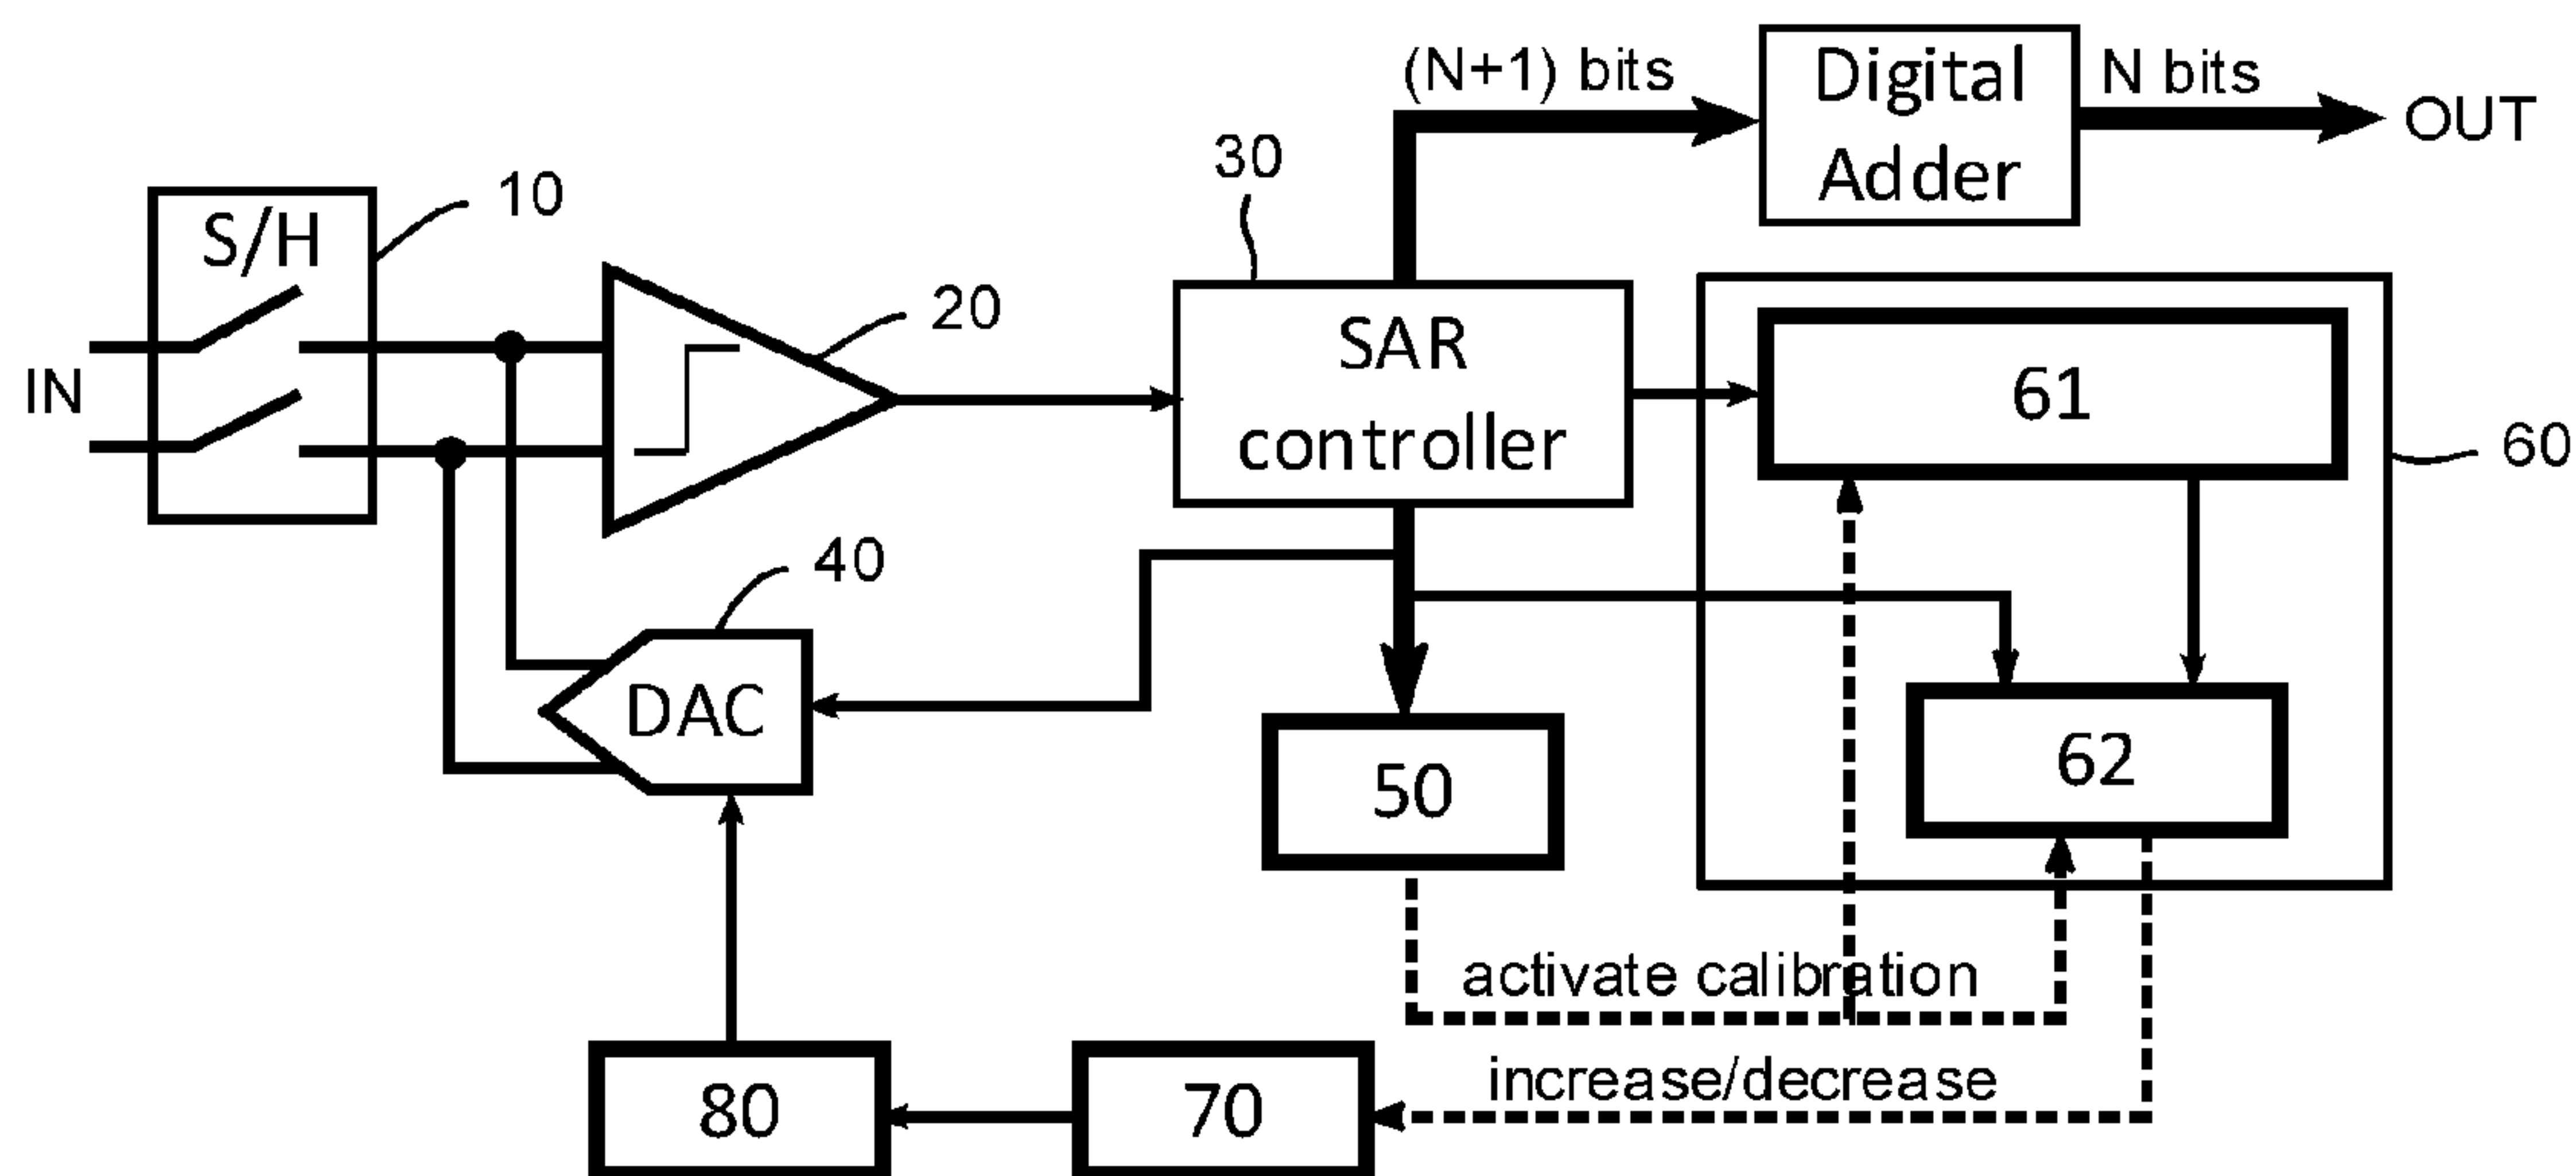 (N+1) bits
Digital
Adder
N bits
OUT
30
10
S/H
20
IN
SAR
controller
61
60
40
DAC
50
62
activate calibration
increase/decrease
80
70